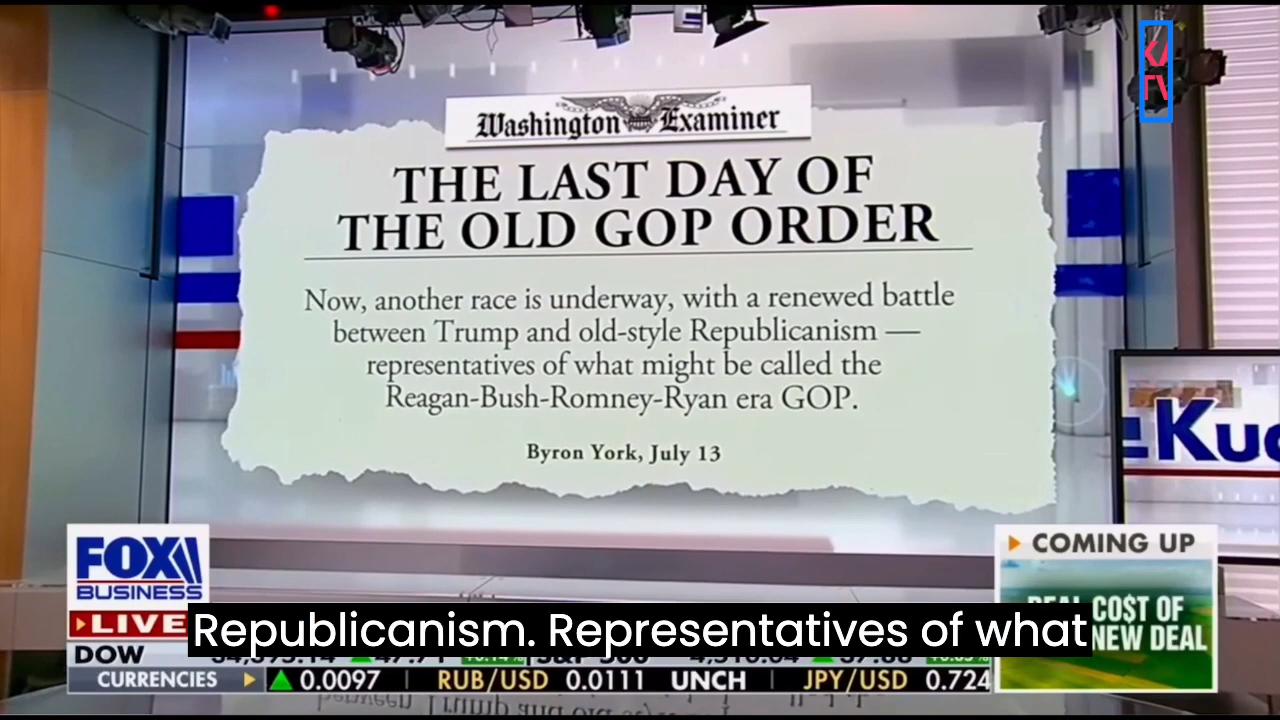 KA
TV
Washington Examiner
THE LAST DAY OF
THE OLD GOP ORDER
Now, another race is underway, with a renewed battle
between Trump and old-style Republicanism —
representatives of what might be called the
Reagan-Bush-Romney-Ryan era GOP.
Byron York, July 13
FOX
BUSINESS
LIVE
COMING UP
COST OF
NEW DEAL
Republicanism. Representatives of what
DOW
CURRENCIES 0.0097 RUB/USD 0.0111 UNCH JPY/USD 0.724